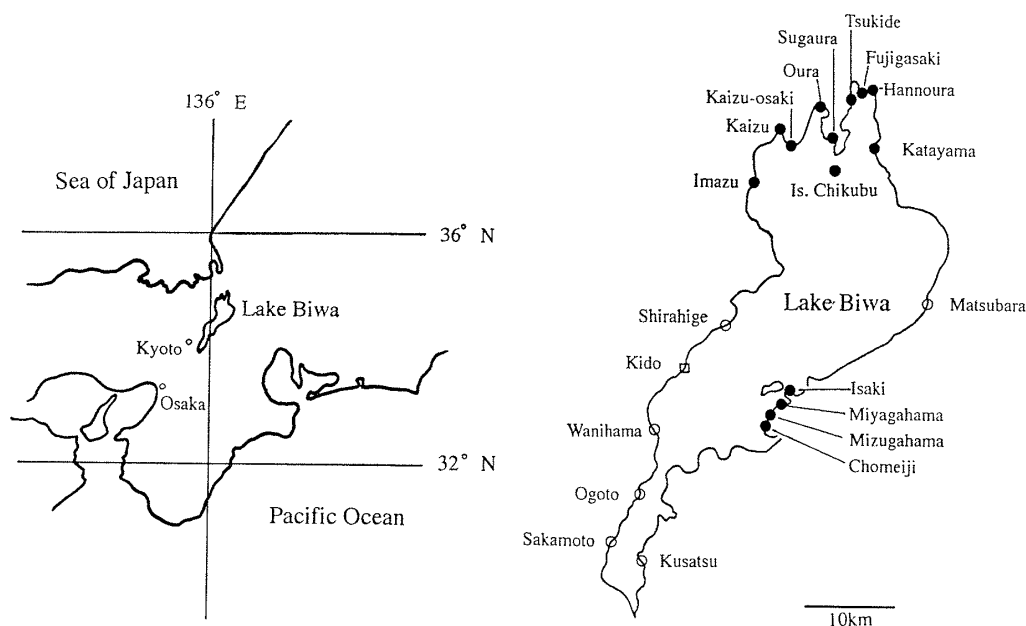 136° E
Sea of Japan
36° N
Lake Biwa
Kyoto
Osaka
32° N
Pacific Ocean
Tsukide
Sugaura
Fujigasaki
Oura
Hannoura
Kaizu-osaki
Kaizu
Katayama
Imazu
Is. Chikubu
Lake Biwa
Shirahige
Matsubara
Kido
Isaki
Miyagahama
Wanihama
Mizugahama
Chomeiji
Ogoto
Sakamoto
Kusatsu
10km